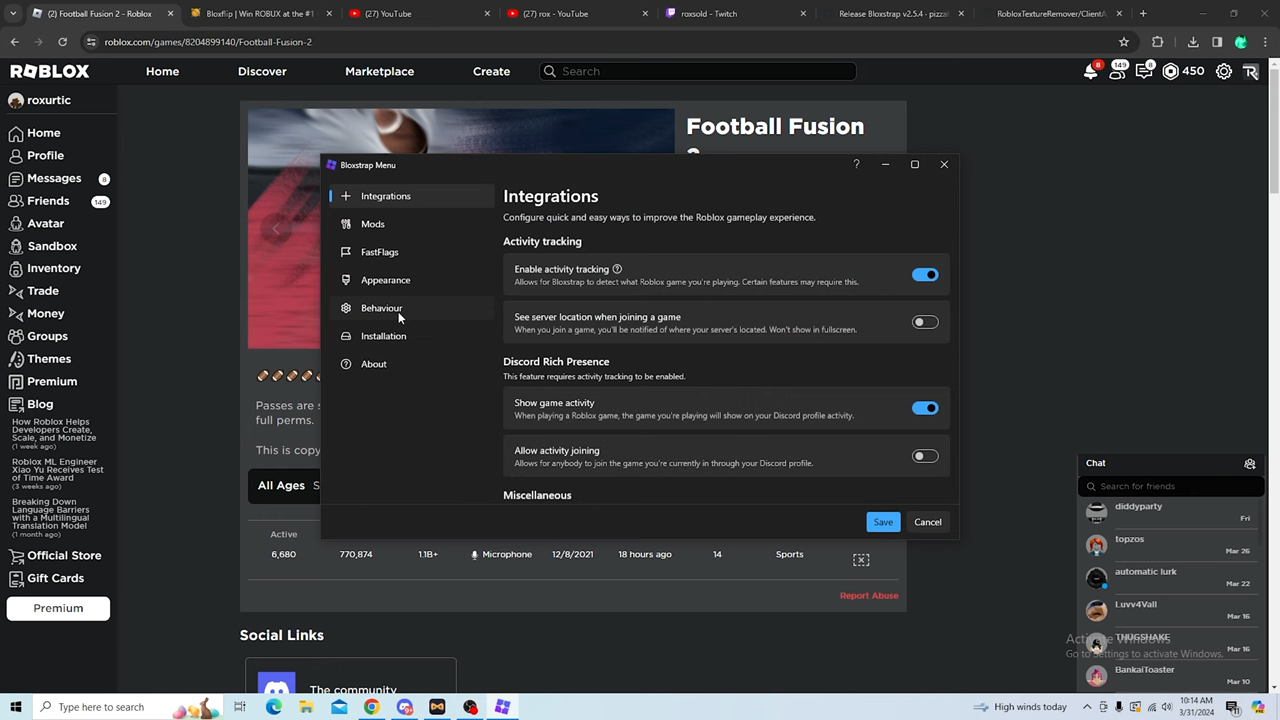 (2) Football Fusion 2 - Roblox
Bloxflip | Win ROBUX at the #1
(27) YouTube
(27) rox - YouTube
roxsold - Twitch
Release Bloxstrap v2.5.4 · pizzal
RobloxTextureRemover/ClientA
roblox.com/games/8204899140/Football-Fusion-2
ROBLOX
Home
Discover
Marketplace
Create
Search
8
149
8
450
roxurtic
Home
Profile
Messages
8
Friends
149
Avatar
Sandbox
Inventory
Trade
Money
Groups
Themes
Premium
Blog
How Roblox Helps
Developers Create,
Scale, and Monetize
(1 week ago)
Roblox ML Engineer
Xiao Yu Receives Test
of Time Award
(3 weeks ago)
Breaking Down
Language Barriers
with a Multilingual
Translation Model
(1 month ago)
Official Store
Gift Cards
Premium
Football Fusion
Passes are s
full perms.
This is copy
All Ages
Active
6,680
770,874
1.1B+
Microphone
12/8/2021
18 hours ago
14
Sports
Report Abuse
Social Links
The community
Bloxstrap Menu
Integrations
Mods
FastFlags
Appearance
Behaviour
Installation
About
Integrations
Configure quick and easy ways to improve the Roblox gameplay experience.
Activity tracking
Enable activity tracking
Allows for Bloxstrap to detect what Roblox game you're playing. Certain features may require this.
See server location when joining a game
When you join a game, you'll be notified of where your server's located. Won't show in fullscreen.
Discord Rich Presence
This feature requires activity tracking to be enabled.
Show game activity
When playing a Roblox game, the game you're playing will show on your Discord profile activity.
Allow activity joining
Allows for anybody to join the game you're currently in through your Discord profile.
Miscellaneous
Save
Cancel
Chat
Search for friends
diddyparty
Fri
topzos
Mar 26
automatic lurk
Mar 22
Luvv4Vall
Mar 16
THUGSHAKE
Mar 16
BankaiToaster
Mar 10
Activate Windows
Go to Settings to activate Windows.
Type here to search
High winds
10:14 AM
3/31/2024